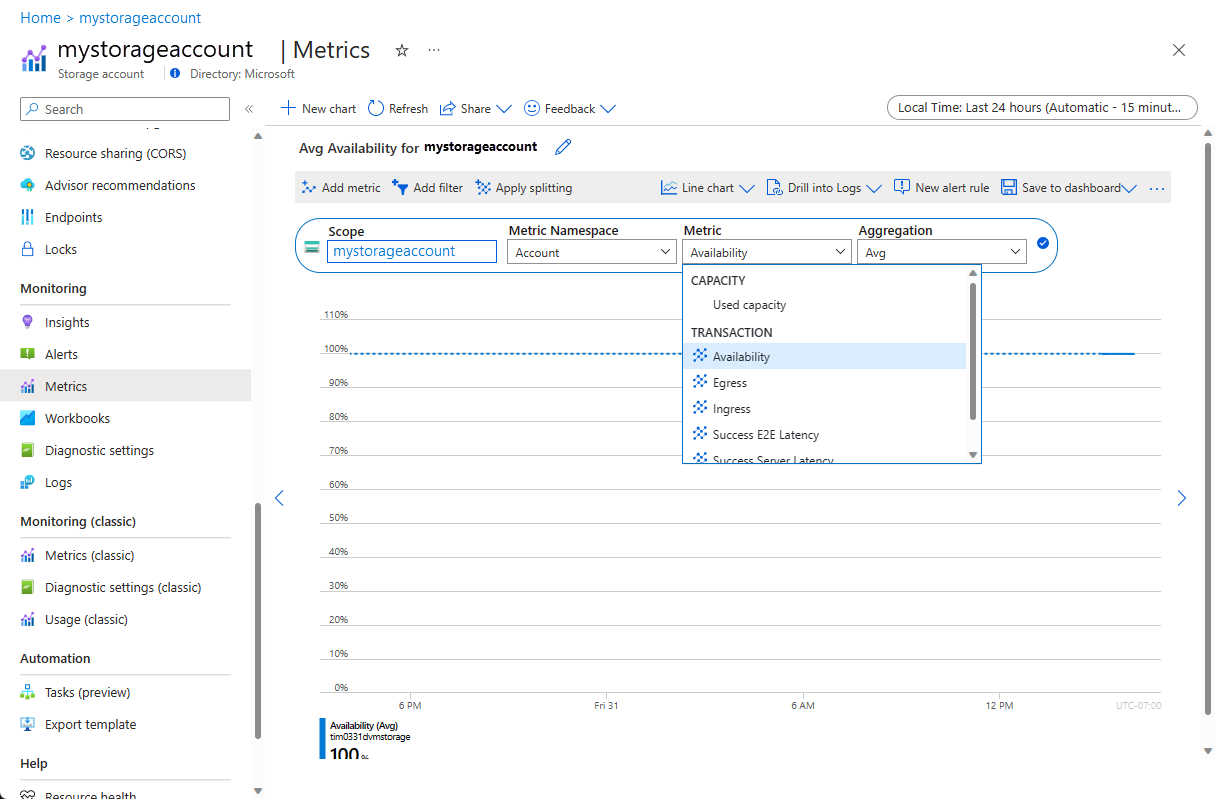 Home > mystorageaccount
mystorageaccount | Metrics
Storage account
Directory: Microsoft
Search
New chart
Refresh
Share
Feedback
Local Time: Last 24 hours (Automatic - 15 minut...
Resource sharing (CORS)
Advisor recommendations
Endpoints
Locks
Monitoring
Insights
Alerts
Metrics
Workbooks
Diagnostic settings
Logs
Monitoring (classic)
Metrics (classic)
Diagnostic settings (classic)
Usage (classic)
Automation
Tasks (preview)
Export template
Help
Resource health
Avg Availability for mystorageaccount
Add metric
Add filter
Apply splitting
Line chart
Drill into Logs
New alert rule
Save to dashboard
Scope
mystorageaccount
Metric Namespace
Account
Metric
Availability
Aggregation
Avg
CAPACITY
Used capacity
TRANSACTION
Availability
Egress
Ingress
Success E2E Latency
Success Server Latency
110%
100%
90%
80%
70%
60%
50%
40%
30%
20%
10%
0%
6 PM
Fri 31
6 AM
12 PM
UTC-07:00
Availability (Avg)
tim0331dvmstorage
100 %